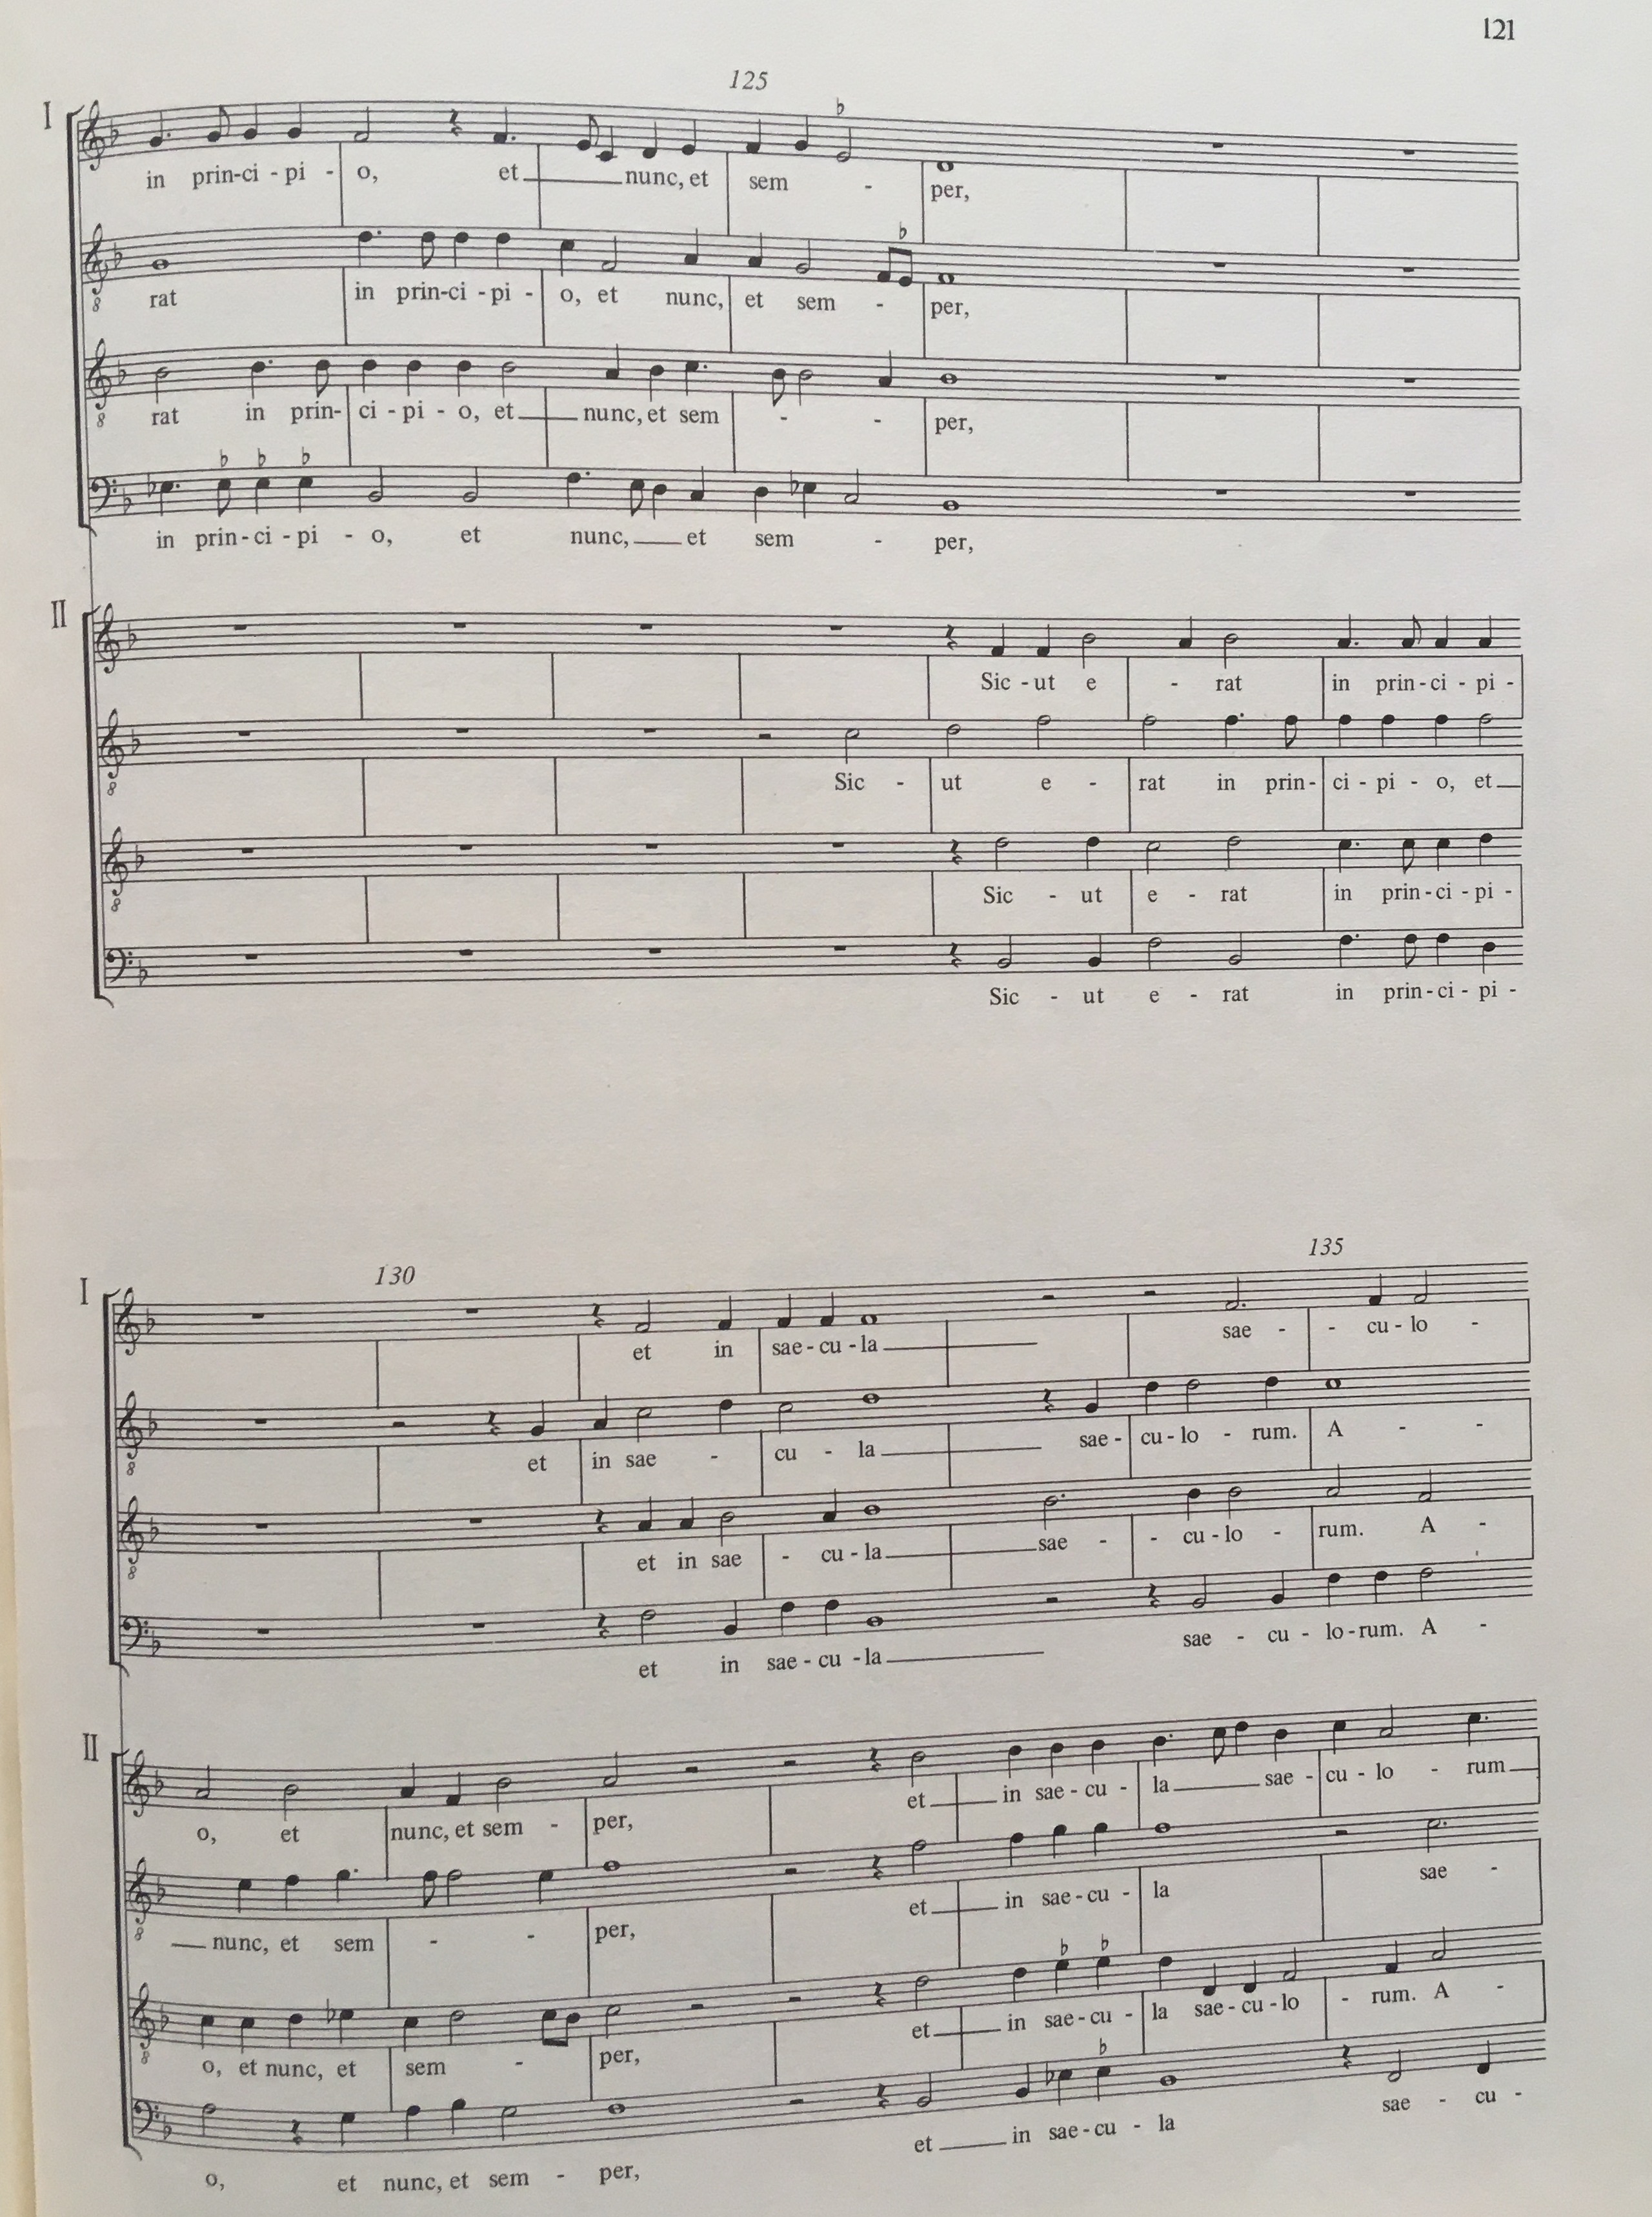 121
125
I
in prin-ci - pi - o, et nunc, et sem - per,
rat in prin-ci - pi - o, et nunc, et sem - per,
rat in prin- ci - pi - o, et nunc, et sem - - per,
in prin - ci - pi - o, et nunc, et sem - per,
II
Sic - ut e - rat in prin - ci - pi -
Sic - ut e - rat in prin - ci - pi - o, et
Sic - ut e - rat in prin - ci - pi -
Sic - ut e - rat in prin - ci - pi -
130 135
I
et in sae - cu - la sae - - cu - lo -
et in sae - cu - la sae - cu - lo - rum. A - -
et in sae - cu - la sae - - cu - lo - rum. A -
et in sae - cu - la sae - cu - lo - rum. A -
II
o, et nunc, et sem - per, et in sae - cu - la sae - cu - lo - rum
nunc, et sem - - per, et in sae - cu - la sae -
o, et nunc, et sem - per, et in sae - cu - la sae - cu - lo - rum. A -
o, et nunc, et sem - per, et in sae - cu - la sae - cu -